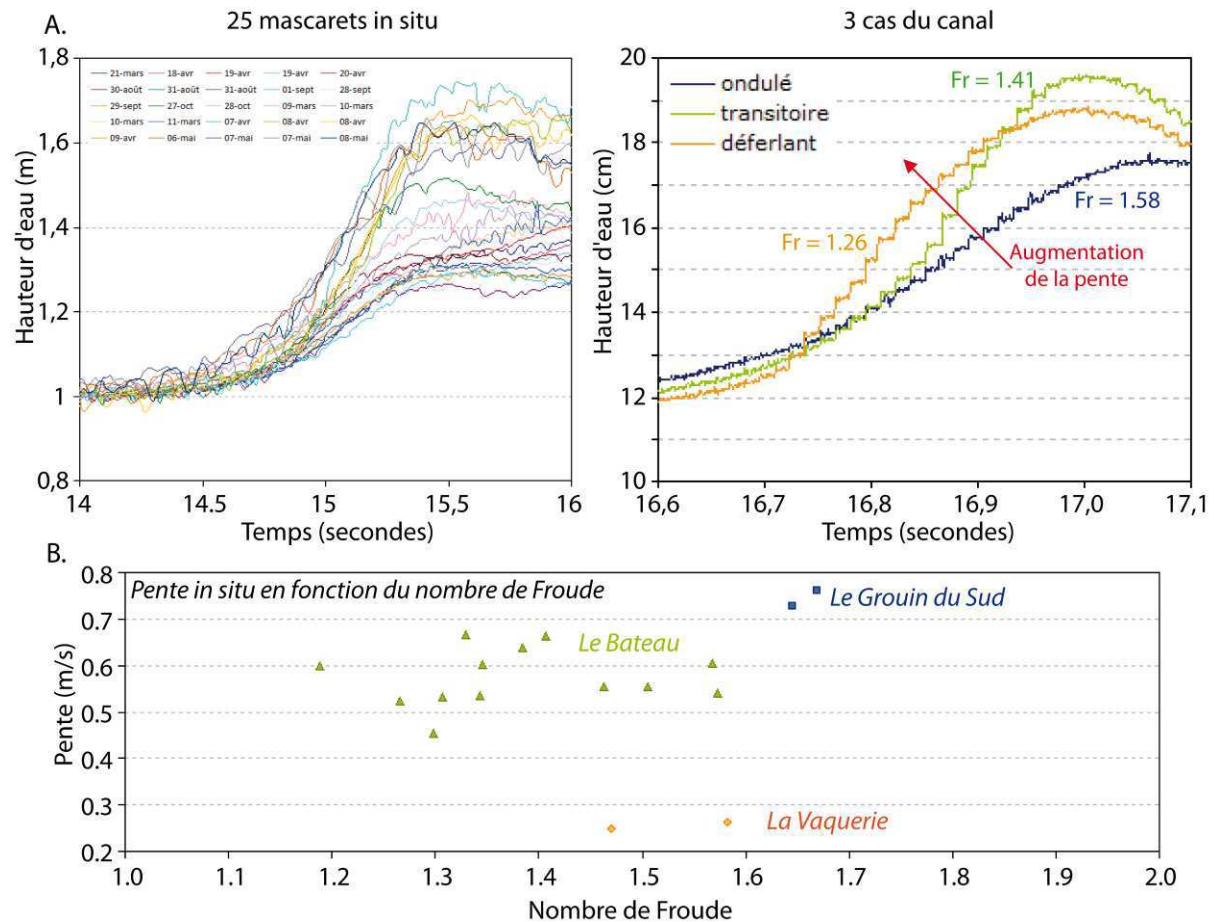 A.
25 mascarets in situ
1,8
1,6
1,4
1,2
1
0,8
Hauteur d'eau (m)
21-mars 18-avr 19-avr 19-avr 20-avr
30-août 31-août 31-août 01-sept 28-sept
29-sept 27-oct 28-oct 09-mars 10-mars
10-mars 11-mars 07-avr 08-avr 08-avr
09-avr 06-mai 07-mai 07-mai 08-mai
14 14.5 15 15,5 16
Temps (secondes)
3 cas du canal
20
18
16
14
12
10
Hauteur d'eau (cm)
ondulé
transitoire
déferlant
Fr = 1.41
Fr = 1.58
Fr = 1.26
Augmentation
de la pente
16,6 16,7 16,8 16,9 17,0 17,1
Temps (secondes)
B.
0.8
0.7
0.6
0.5
0.4
0.3
0.2
Pente (m/s)
Pente in situ en fonction du nombre de Froude
Le Grouin du Sud
Le Bateau
La Vaquerie
1.0 1.1 1.2 1.3 1.4 1.5 1.6 1.7 1.8 1.9 2.0
Nombre de Froude